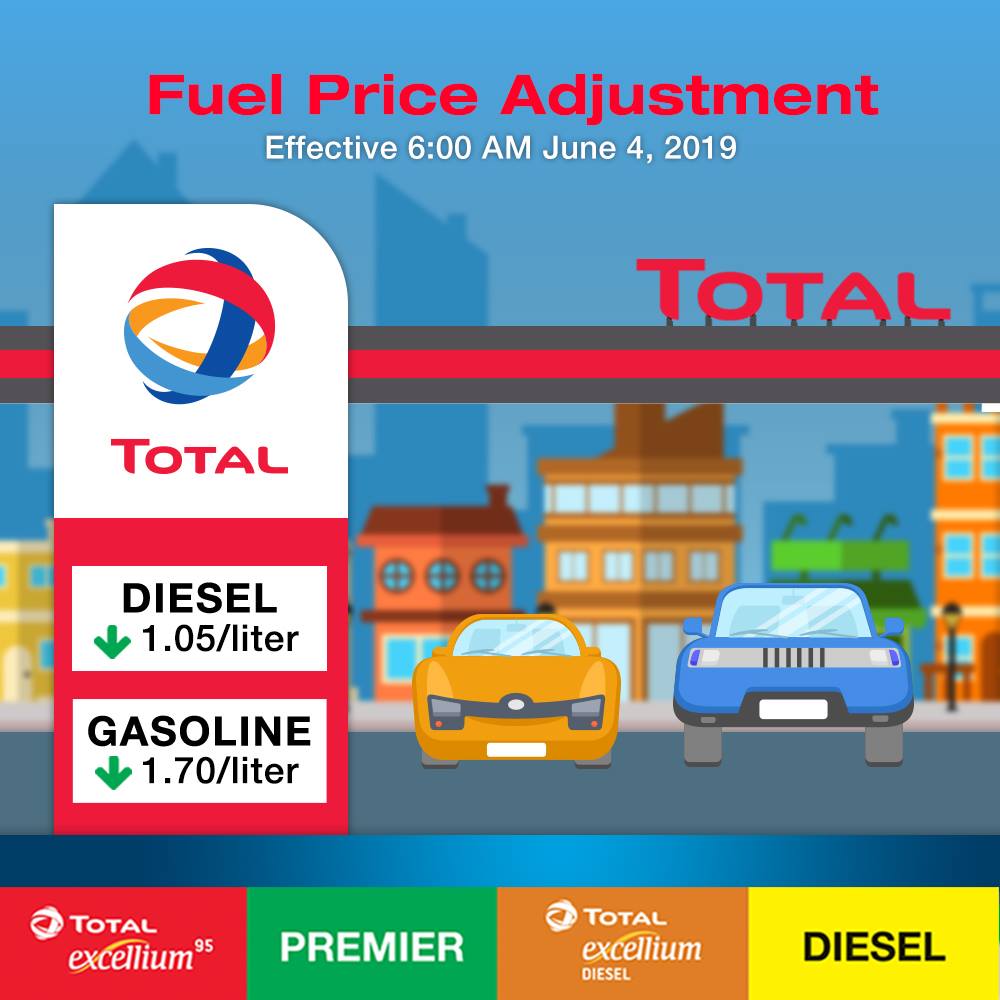 Fuel Price Adjustment
Effective 6:00 AM June 4, 2019
TOTAL
TOTAL
DIESEL
↓ 1.05/liter
GASOLINE
↓ 1.70/liter
TOTAL
excellium 95
PREMIER
TOTAL
excellium
DIESEL
DIESEL